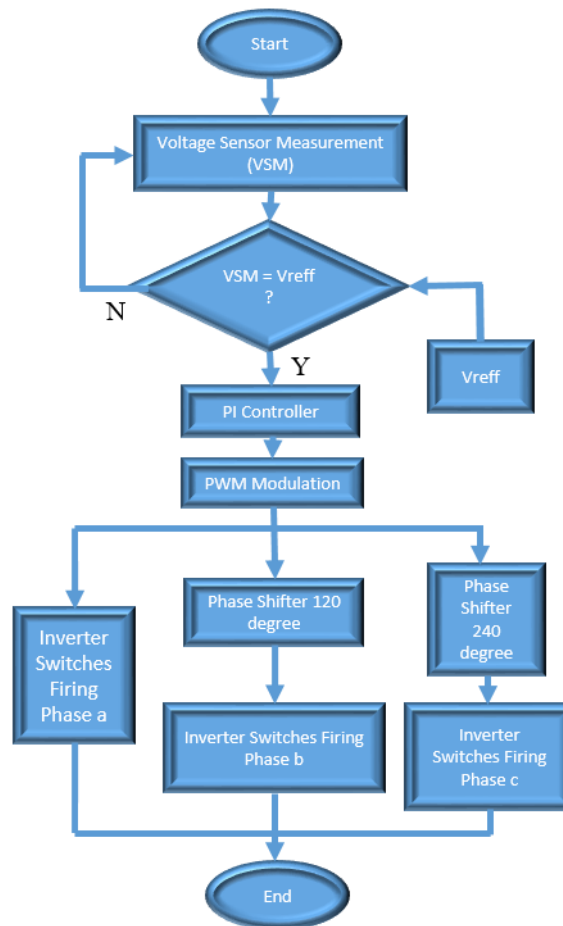 Start
Voltage Sensor Measurement
(VSM)
VSM = Vreff
?
N
Y
Vreff
PI Controller
PWM Modulation
Phase Shifter 120
degree
Phase
Shifter
240
degree
Inverter
Switches
Firing
Phase a
Inverter Switches Firing
Phase b
Inverter
Switches Firing
Phase c
End